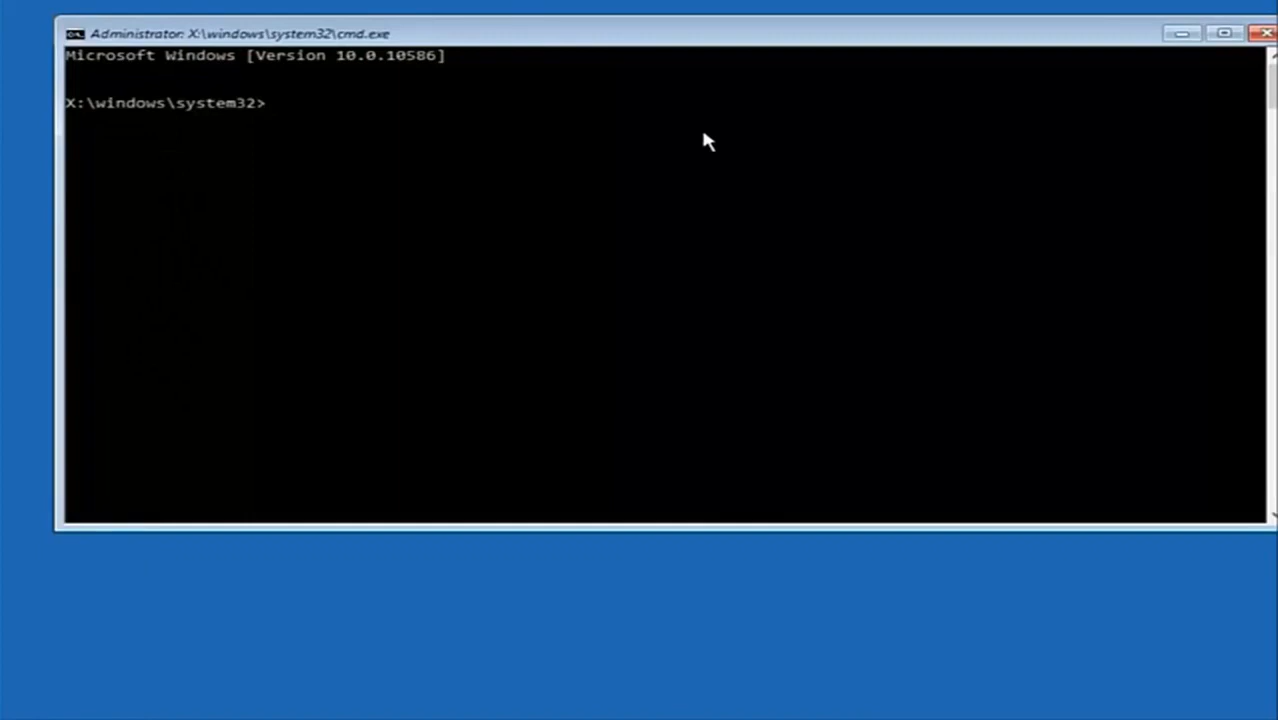 Administrator: X:\windows\system32\cmd.exe
Microsoft Windows [Version 10.0.10586]
X:\windows\system32>